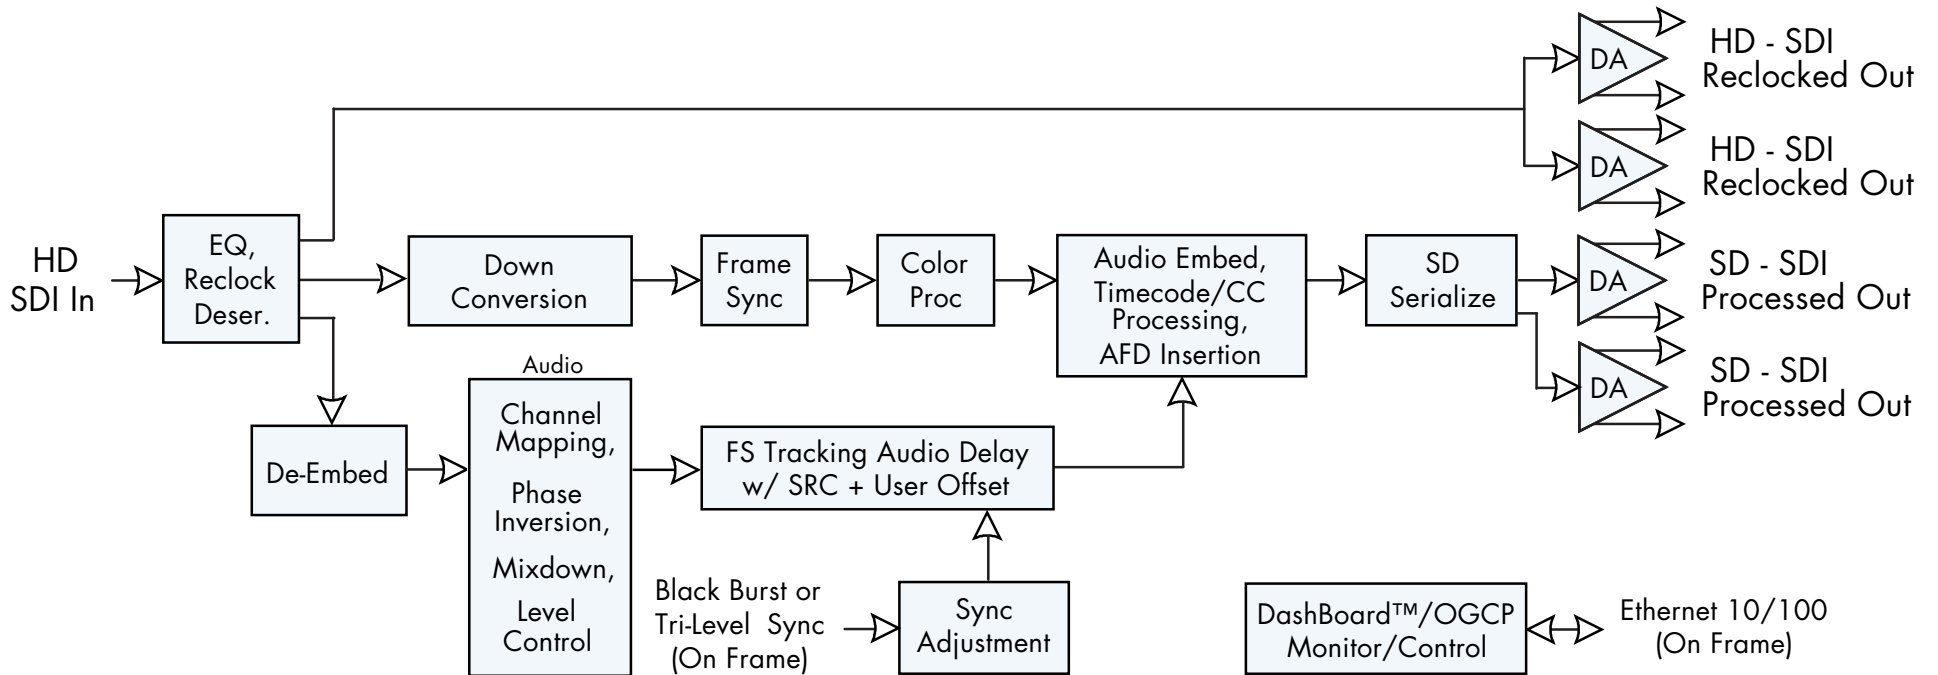 HD - SDI
Reclocked Out
DA
HD - SDI
Reclocked Out
DA
HD
SDI In
EQ,
Reclock
Deser.
Down
Conversion
Frame
Sync
Color
Proc
Audio Embed,
Timecode/CC
Processing,
AFD Insertion
SD
Serialize
DA
SD - SDI
Processed Out
DA
SD - SDI
Processed Out
De-Embed
Audio
Channel
Mapping,
Phase
Inversion,
Mixdown,
Level
Control
FS Tracking Audio Delay
w/ SRC + User Offset
Black Burst or
Tri-Level Sync
(On Frame)
Sync
Adjustment
DashBoard™/OGCP
Monitor/Control
Ethernet 10/100
(On Frame)